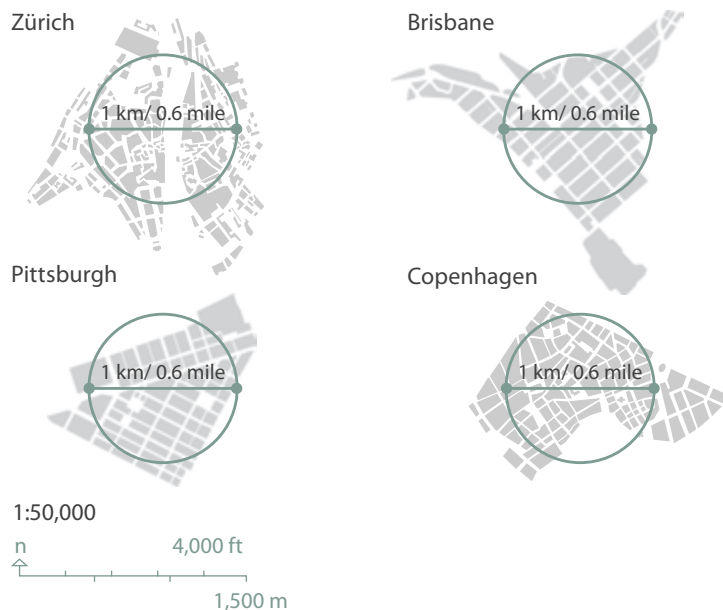 Zürich
Brisbane
1 km/ 0.6 mile
1 km/ 0.6 mile
Pittsburgh
Copenhagen
1 km/ 0.6 mile
1 km/ 0.6 mile
1:50,000
n
4,000 ft
1,500 m